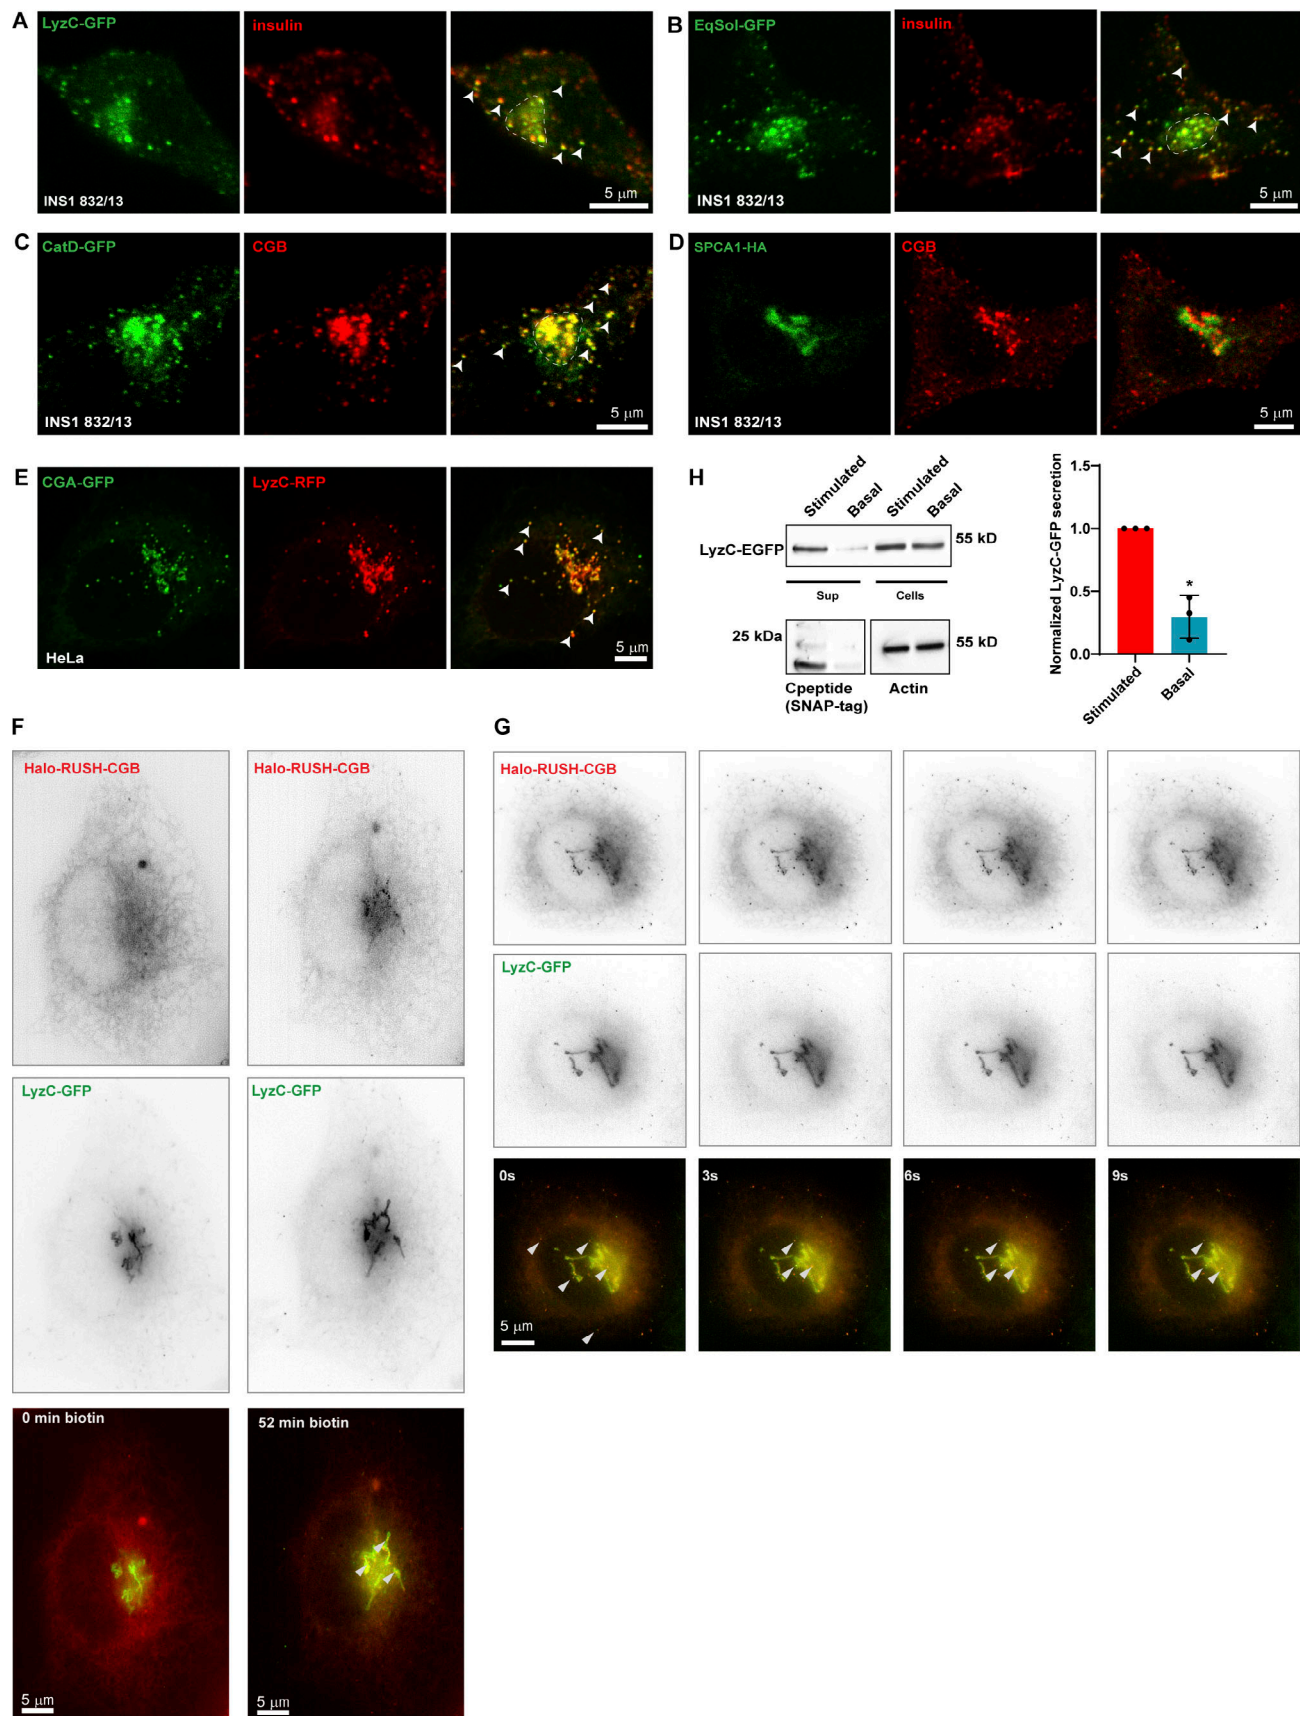 A
LyzC-GFP
insulin
INS1 832/13
5 μm
B
EqSol-GFP
insulin
INS1 832/13
5 μm
C
CatD-GFP
CGB
INS1 832/13
5 μm
D
SPCA1-HA
CGB
INS1 832/13
5 μm
E
CGA-GFP
LyzC-RFP
HeLa
5 μm
H
Stimulated
Basal
Stimulated
Basal
LyzC-EGFP
55 kD
Sup
Cells
25 kDa
55 kD
Cpeptide
(SNAP-tag)
Actin
Normalized LyzC-GFP secretion
1.5
1.0
0.5
0.0
*
Stimulated
Basal
F
Halo-RUSH-CGB
Halo-RUSH-CGB
LyzC-GFP
LyzC-GFP
0 min biotin
52 min biotin
5 μm
5 μm
G
Halo-RUSH-CGB
LyzC-GFP
0s
3s
6s
9s
5 μm